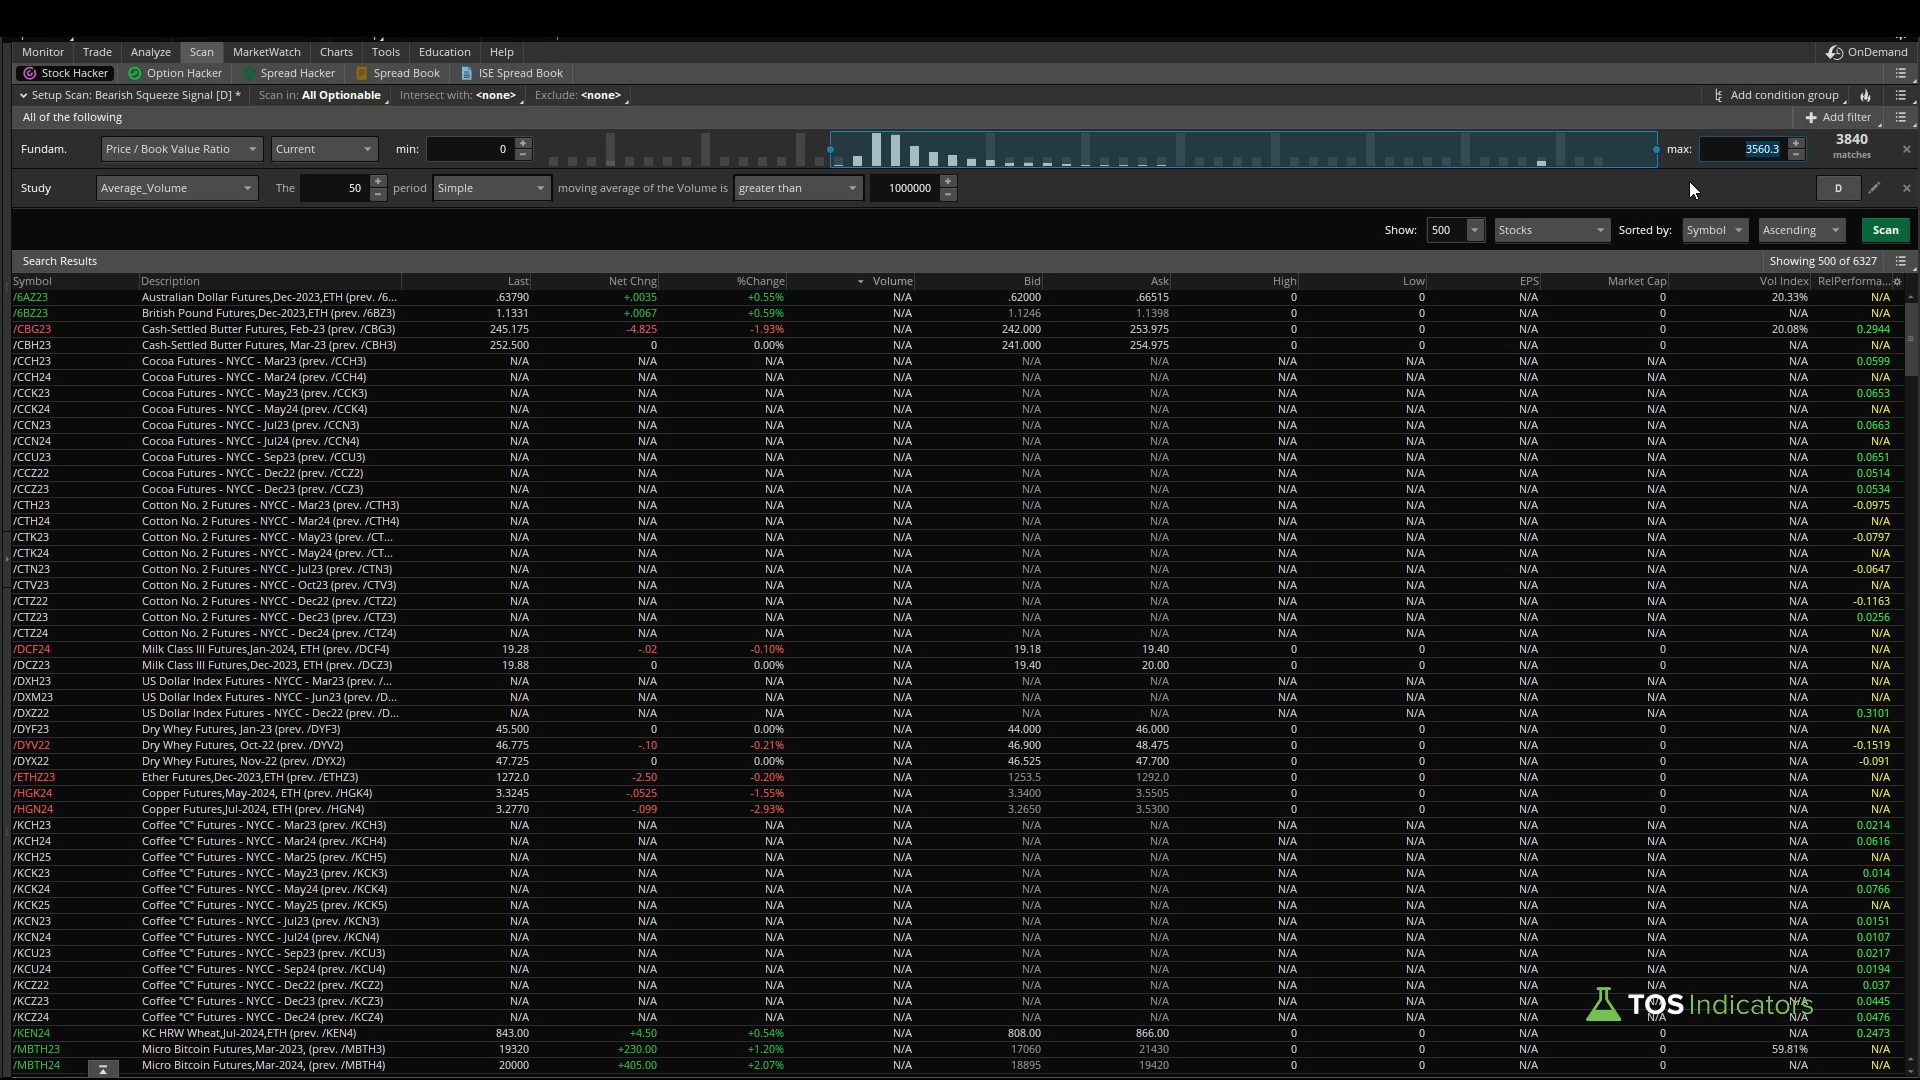 Monitor Trade Analyze Scan MarketWatch Charts Tools Education Help OnDemand
Stock Hacker Option Hacker Spread Hacker Spread Book ISE Spread Book
Setup Scan: Bearish Squeeze Signal [D] * Scan in: All Optionable Intersect with: <none> Exclude: <none> Add condition group
All of the following Add filter
Fundam. Price / Book Value Ratio Current min: 0 max: 3560.3 3840 matches
Study Average_Volume The 50 period Simple moving average of the Volume is greater than 1000000 D
Show: 500 Stocks Sorted by: Symbol Ascending Scan
Search Results Showing 500 of 6327
Symbol Description Last Net Chng %Change Volume Bid Ask High Low EPS Market Cap Vol Index RelPerforma...
/6AZ23 Australian Dollar Futures,Dec-2023,ETH (prev. /6... .63790 +.0035 +0.55% N/A .62000 .66515 0 0 N/A 0 20.33% N/A
/6BZ23 British Pound Futures,Dec-2023,ETH (prev. /6BZ3) 1.1331 +.0067 +0.59% N/A 1.1246 1.1398 0 0 N/A 0 N/A N/A
/CBG23 Cash-Settled Butter Futures, Feb-23 (prev. /CBG3) 245.175 -4.825 -1.93% N/A 242.000 253.975 0 0 N/A 0 20.08% 0.2944
/CBH23 Cash-Settled Butter Futures, Mar-23 (prev. /CBH3) 252.500 0 0.00% N/A 241.000 254.975 0 0 N/A 0 N/A N/A
/CCH23 Cocoa Futures - NYCC - Mar23 (prev. /CCH3) N/A N/A N/A N/A N/A N/A N/A N/A N/A N/A N/A 0.0599
/CCH24 Cocoa Futures - NYCC - Mar24 (prev. /CCH4) N/A N/A N/A N/A N/A N/A N/A N/A N/A N/A N/A N/A
/CCK23 Cocoa Futures - NYCC - May23 (prev. /CCK3) N/A N/A N/A N/A N/A N/A N/A N/A N/A N/A N/A 0.0653
/CCK24 Cocoa Futures - NYCC - May24 (prev. /CCK4) N/A N/A N/A N/A N/A N/A N/A N/A N/A N/A N/A N/A
/CCN23 Cocoa Futures - NYCC - Jul23 (prev. /CCN3) N/A N/A N/A N/A N/A N/A N/A N/A N/A N/A N/A 0.0663
/CCN24 Cocoa Futures - NYCC - Jul24 (prev. /CCN4) N/A N/A N/A N/A N/A N/A N/A N/A N/A N/A N/A N/A
/CCU23 Cocoa Futures - NYCC - Sep23 (prev. /CCU3) N/A N/A N/A N/A N/A N/A N/A N/A N/A N/A N/A 0.0651
/CCZ22 Cocoa Futures - NYCC - Dec22 (prev. /CCZ2) N/A N/A N/A N/A N/A N/A N/A N/A N/A N/A N/A 0.0514
/CCZ23 Cocoa Futures - NYCC - Dec23 (prev. /CCZ3) N/A N/A N/A N/A N/A N/A N/A N/A N/A N/A N/A 0.0534
/CTH23 Cotton No. 2 Futures - NYCC - Mar23 (prev. /CTH3) N/A N/A N/A N/A N/A N/A N/A N/A N/A N/A N/A -0.0975
/CTH24 Cotton No. 2 Futures - NYCC - Mar24 (prev. /CTH4) N/A N/A N/A N/A N/A N/A N/A N/A N/A N/A N/A N/A
/CTK23 Cotton No. 2 Futures - NYCC - May23 (prev. /CT... N/A N/A N/A N/A N/A N/A N/A N/A N/A N/A N/A -0.0797
/CTK24 Cotton No. 2 Futures - NYCC - May24 (prev. /CT... N/A N/A N/A N/A N/A N/A N/A N/A N/A N/A N/A N/A
/CTN23 Cotton No. 2 Futures - NYCC - Jul23 (prev. /CTN3) N/A N/A N/A N/A N/A N/A N/A N/A N/A N/A N/A -0.0647
/CTV23 Cotton No. 2 Futures - NYCC - Oct23 (prev. /CTV3) N/A N/A N/A N/A N/A N/A N/A N/A N/A N/A N/A N/A
/CTZ22 Cotton No. 2 Futures - NYCC - Dec22 (prev. /CTZ2) N/A N/A N/A N/A N/A N/A N/A N/A N/A N/A N/A -0.1163
/CTZ23 Cotton No. 2 Futures - NYCC - Dec23 (prev. /CTZ3) N/A N/A N/A N/A N/A N/A N/A N/A N/A N/A N/A 0.0256
/CTZ24 Cotton No. 2 Futures - NYCC - Dec24 (prev. /CTZ4) N/A N/A N/A N/A N/A N/A N/A N/A N/A N/A N/A N/A
/DCF24 Milk Class III Futures,Jan-2024, ETH (prev. /DCF4) 19.28 -.02 -0.10% N/A 19.18 19.40 0 0 N/A 0 N/A N/A
/DCZ23 Milk Class III Futures,Dec-2023, ETH (prev. /DCZ3) 19.88 0 0.00% N/A 19.40 20.00 0 0 N/A 0 N/A N/A
/DXH23 US Dollar Index Futures - NYCC - Mar23 (prev. /... N/A N/A N/A N/A N/A N/A N/A N/A N/A N/A N/A N/A
/DXM23 US Dollar Index Futures - NYCC - Jun23 (prev. /D... N/A N/A N/A N/A N/A N/A N/A N/A N/A N/A N/A N/A
/DXZ22 US Dollar Index Futures - NYCC - Dec22 (prev. /D... N/A N/A N/A N/A N/A N/A N/A N/A N/A N/A N/A 0.3101
/DYF23 Dry Whey Futures, Jan-23 (prev. /DYF3) 45.500 0 0.00% N/A 44.000 46.000 0 0 N/A 0 N/A N/A
/DYV22 Dry Whey Futures, Oct-22 (prev. /DYV2) 46.775 -.10 -0.21% N/A 46.900 48.475 0 0 N/A 0 N/A -0.1519
/DYX22 Dry Whey Futures, Nov-22 (prev. /DYX2) 47.725 0 0.00% N/A 46.525 47.700 0 0 N/A 0 N/A -0.091
/ETHZ23 Ether Futures,Dec-2023,ETH (prev. /ETHZ3) 1272.0 -2.50 -0.20% N/A 1253.5 1292.0 0 0 N/A 0 N/A N/A
/HGK24 Copper Futures,May-2024, ETH (prev. /HGK4) 3.3245 -.0525 -1.55% N/A 3.3400 3.5505 0 0 N/A 0 N/A N/A
/HGN24 Copper Futures,Jul-2024, ETH (prev. /HGN4) 3.2770 -.099 -2.93% N/A 3.2650 3.5300 0 0 N/A 0 N/A N/A
/KCH23 Coffee "C" Futures - NYCC - Mar23 (prev. /KCH3) N/A N/A N/A N/A N/A N/A N/A N/A N/A N/A N/A 0.0214
/KCH24 Coffee "C" Futures - NYCC - Mar24 (prev. /KCH4) N/A N/A N/A N/A N/A N/A N/A N/A N/A N/A N/A 0.0616
/KCH25 Coffee "C" Futures - NYCC - Mar25 (prev. /KCH5) N/A N/A N/A N/A N/A N/A N/A N/A N/A N/A N/A N/A
/KCK23 Coffee "C" Futures - NYCC - May23 (prev. /KCK3) N/A N/A N/A N/A N/A N/A N/A N/A N/A N/A N/A 0.014
/KCK24 Coffee "C" Futures - NYCC - May24 (prev. /KCK4) N/A N/A N/A N/A N/A N/A N/A N/A N/A N/A N/A 0.0766
/KCK25 Coffee "C" Futures - NYCC - May25 (prev. /KCK5) N/A N/A N/A N/A N/A N/A N/A N/A N/A N/A N/A N/A
/KCN23 Coffee "C" Futures - NYCC - Jul23 (prev. /KCN3) N/A N/A N/A N/A N/A N/A N/A N/A N/A N/A N/A 0.0151
/KCN24 Coffee "C" Futures - NYCC - Jul24 (prev. /KCN4) N/A N/A N/A N/A N/A N/A N/A N/A N/A N/A N/A 0.0107
/KCU23 Coffee "C" Futures - NYCC - Sep23 (prev. /KCU3) N/A N/A N/A N/A N/A N/A N/A N/A N/A N/A N/A 0.0217
/KCU24 Coffee "C" Futures - NYCC - Sep24 (prev. /KCU4) N/A N/A N/A N/A N/A N/A N/A N/A N/A N/A N/A 0.0194
/KCZ22 Coffee "C" Futures - NYCC - Dec22 (prev. /KCZ2) N/A N/A N/A N/A N/A N/A N/A N/A N/A N/A N/A 0.037
/KCZ23 Coffee "C" Futures - NYCC - Dec23 (prev. /KCZ3) N/A N/A N/A N/A N/A N/A N/A N/A N/A N/A N/A 0.0445
TOS Indicators
/KCZ24 Coffee "C" Futures - NYCC - Dec24 (prev. /KCZ4) N/A N/A N/A N/A N/A N/A N/A N/A N/A N/A N/A 0.0476
/KEN24 KC HRW Wheat,Jul-2024,ETH (prev. /KEN4) 843.00 +4.50 +0.54% N/A 808.00 866.00 0 0 N/A 0 N/A 0.2473
/MBTH23 Micro Bitcoin Futures,Mar-2023, (prev. /MBTH3) 19320 +230.00 +1.20% N/A 17060 21430 0 0 N/A 0 59.81% N/A
/MBTH24 Micro Bitcoin Futures,Mar-2024, (prev. /MBTH4) 20000 +405.00 +2.07% N/A 18895 19420 0 0 N/A 0 N/A N/A